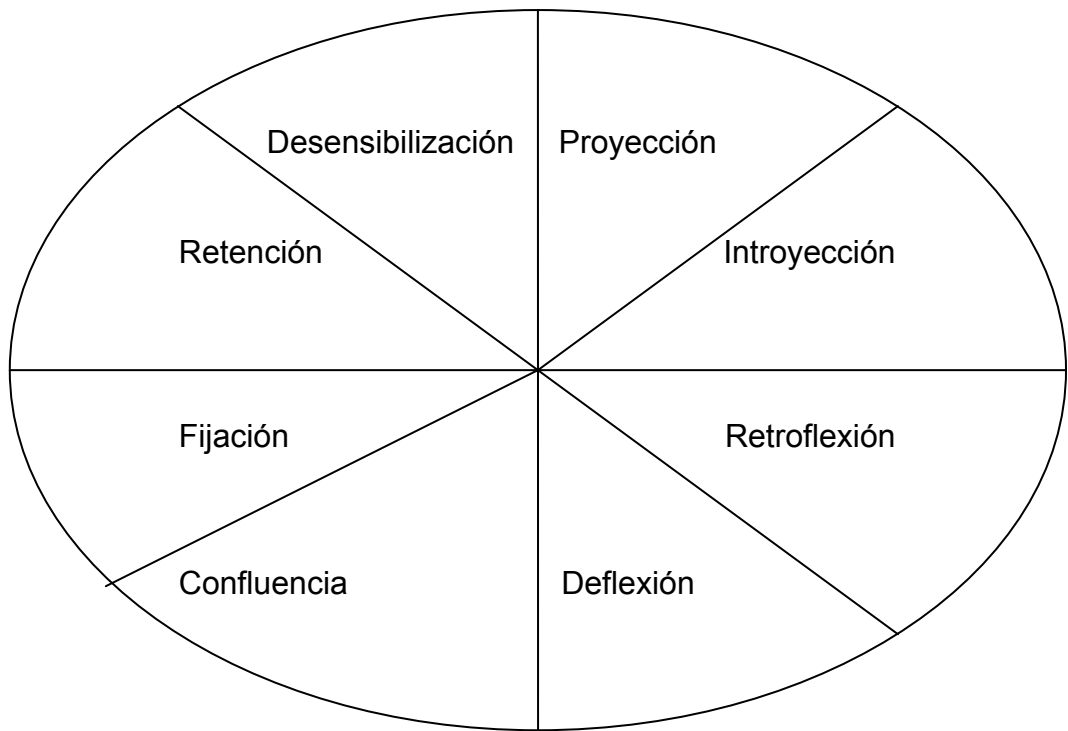 Desensibilización
Proyección
Retención
Introyección
Fijación
Retroflexión
Confluencia
Deflexión